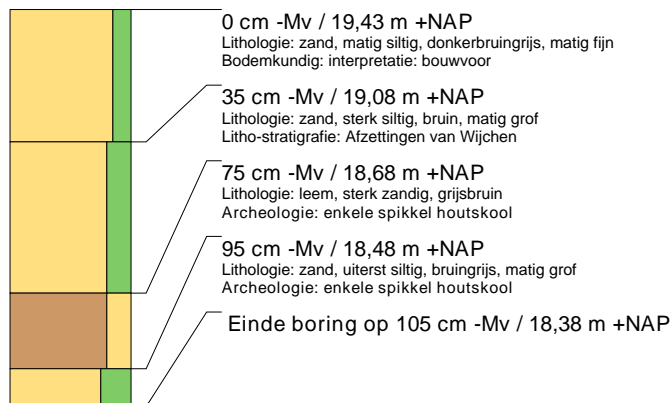 0 cm -Mv / 19,43 m +NAP
Lithologie: zand, matig siltig, donkerbruingrijs, matig fijn
Bodemkundig: interpretatie: bouwvoor
35 cm -Mv / 19,08 m +NAP
Lithologie: zand, sterk siltig, bruin, matig grof
Litho-stratigrafie: Afzettingen van Wijchen
75 cm -Mv / 18,68 m +NAP
Lithologie: leem, sterk zandig, grijsbruin
Archeologie: enkele spikkel houtskool
95 cm -Mv / 18,48 m +NAP
Lithologie: zand, uiterst siltig, bruingrijs, matig grof
Archeologie: enkele spikkel houtskool
Einde boring op 105 cm -Mv / 18,38 m +NAP